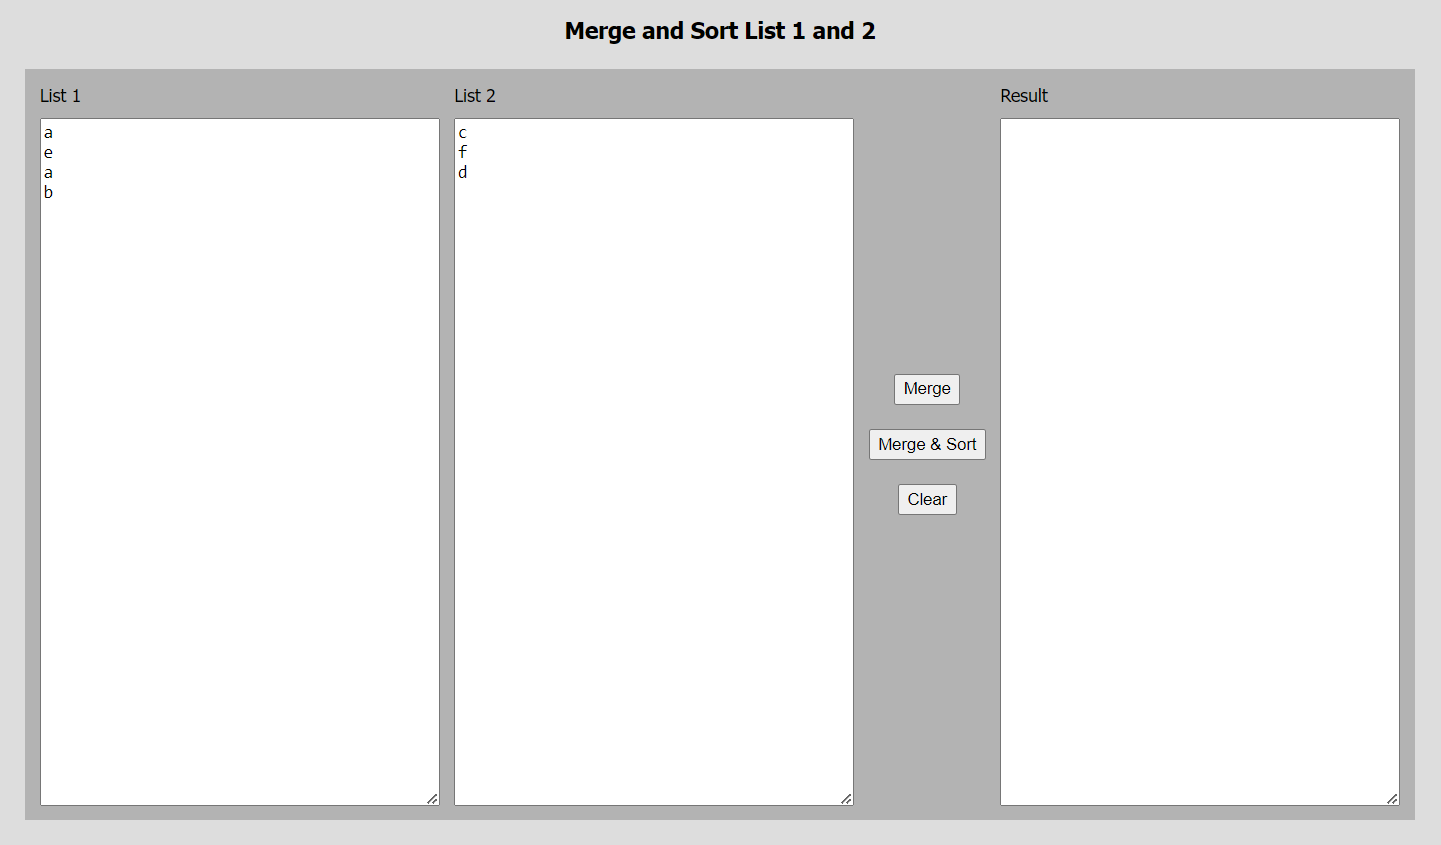 Merge and Sort List 1 and 2
List 1
a
e
a
b
List 2
c
f
d
Merge
Merge & Sort
Clear
Result